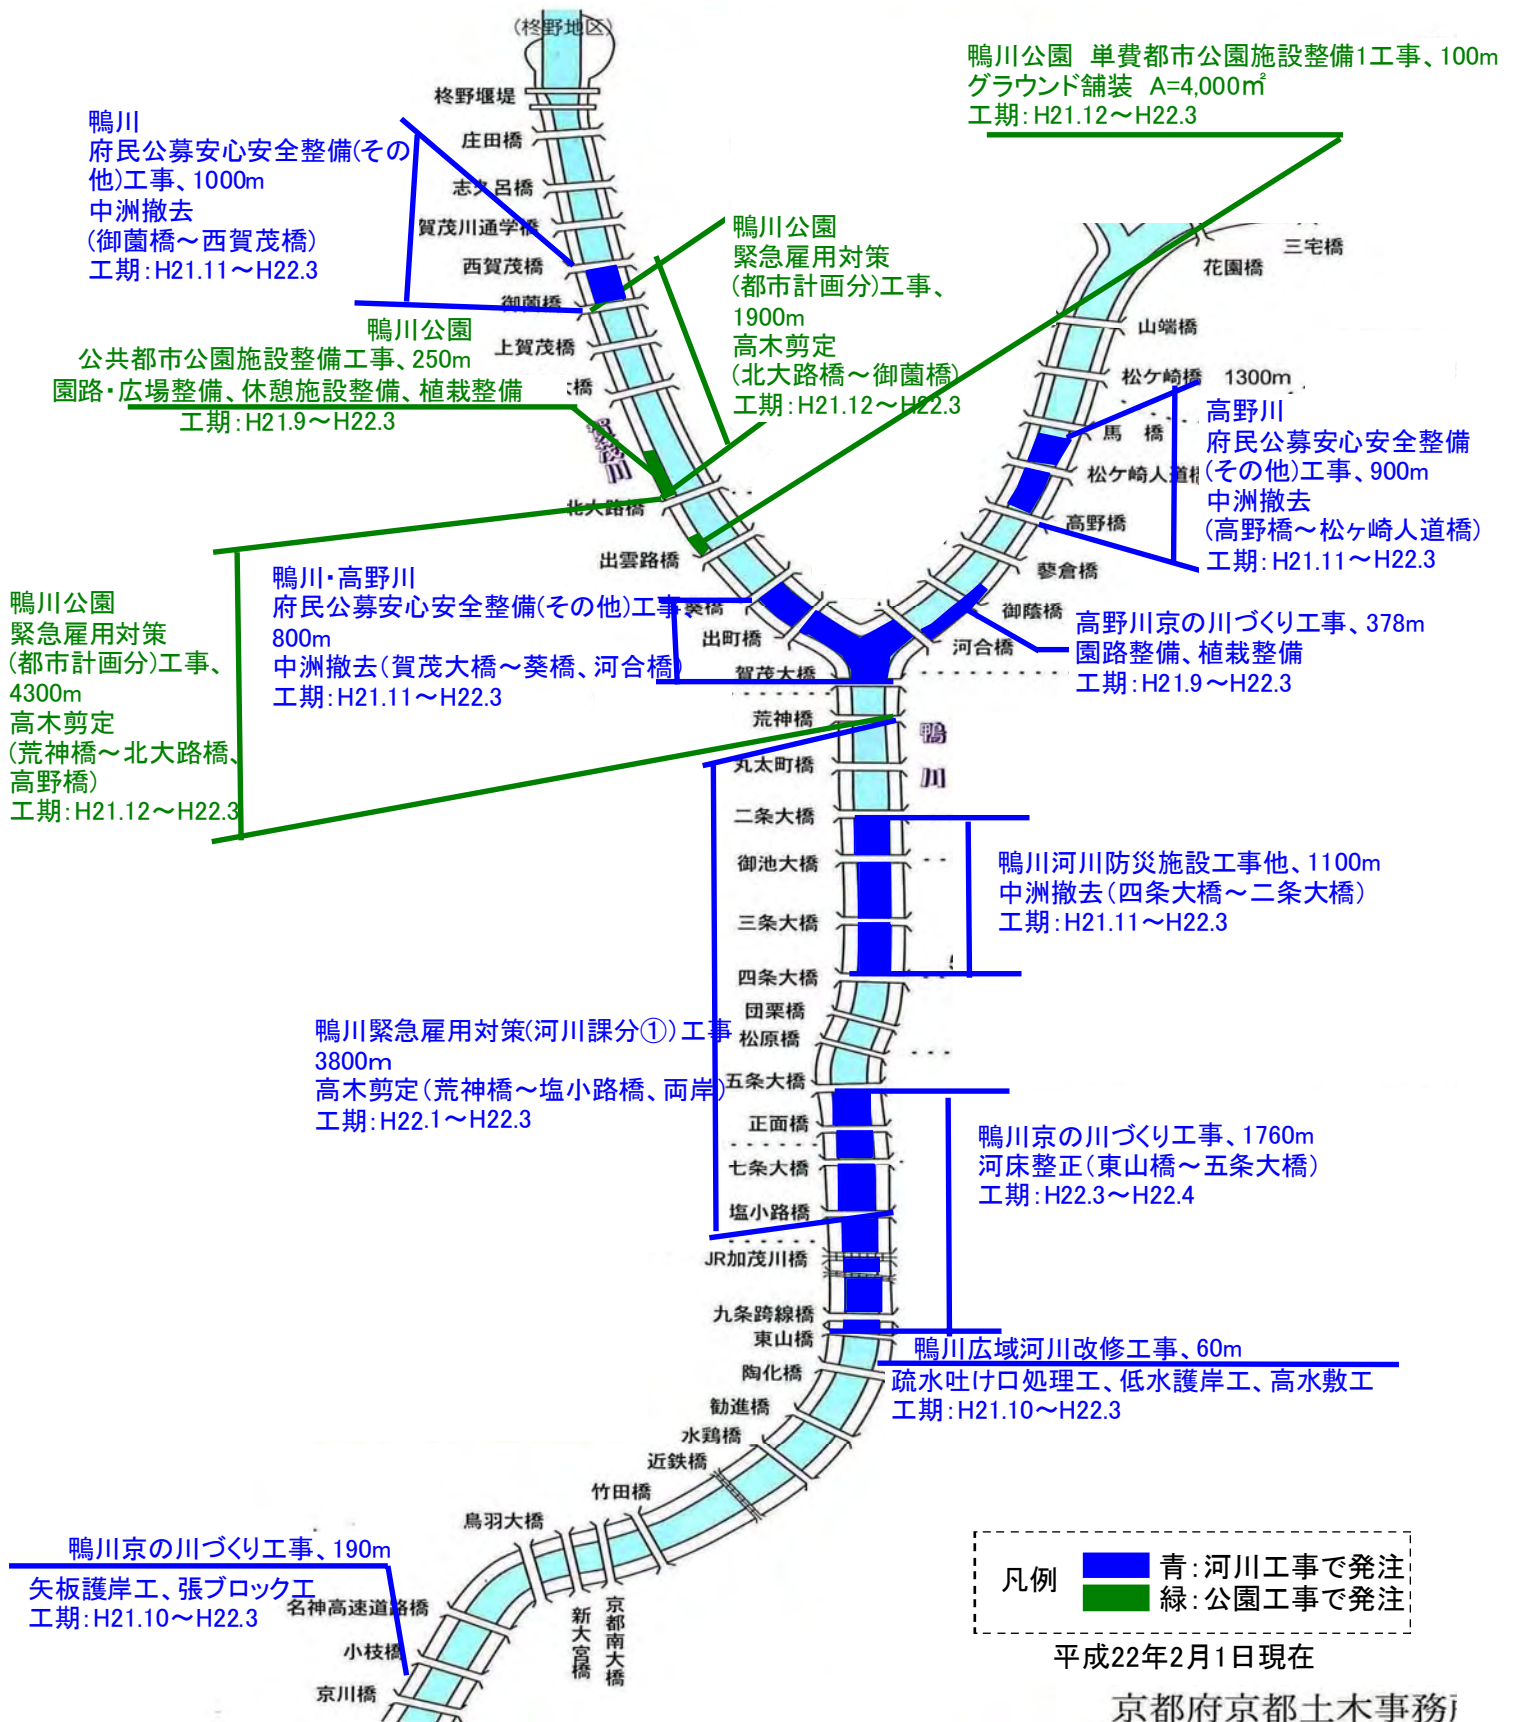 (柊野地区)
鴨川公園 単費都市公園施設整備1工事、100m
グラウンド舗装 A=4,000㎡
工期:H21.12～H22.3
柊野堰堤
庄田橋
志久呂橋
賀茂川通学橋
西賀茂橋
御薗橋
上賀茂橋
大橋
北大路橋
出雲路橋
葵橋
出町橋
賀茂大橋
鴨川
府民公募安心安全整備(その
他)工事、1000m
中洲撤去
(御薗橋～西賀茂橋)
工期:H21.11～H22.3
鴨川公園
緊急雇用対策
(都市計画分)工事、
1900m
高木剪定
(北大路橋～御薗橋)
工期:H21.12～H22.3
三宅橋
花園橋
山端橋
松ケ崎橋 1300m
馬 橋
松ケ崎人道橋
高野橋
蓼倉橋
御蔭橋
河合橋
鴨川公園
公共都市公園施設整備工事、250m
園路・広場整備、休憩施設整備、植栽整備
工期:H21.9～H22.3
高野川
府民公募安心安全整備
(その他)工事、900m
中洲撤去
(高野橋～松ヶ崎人道橋)
工期:H21.11～H22.3
鴨川公園
緊急雇用対策
(都市計画分)工事、
4300m
高木剪定
(荒神橋～北大路橋、
高野橋)
工期:H21.12～H22.3
鴨川・高野川
府民公募安心安全整備(その他)工事、
800m
中洲撤去(賀茂大橋～葵橋、河合橋)
工期:H21.11～H22.3
高野川京の川づくり工事、378m
園路整備、植栽整備
工期:H21.9～H22.3
荒神橋
鴨
川
丸太町橋
二条大橋
御池大橋
三条大橋
四条大橋
団栗橋
松原橋
五条大橋
正面橋
七条大橋
塩小路橋
JR加茂川橋
九条跨線橋
東山橋
陶化橋
勧進橋
水鶏橋
近鉄橋
竹田橋
鳥羽大橋
鴨川河川防災施設工事他、1100m
中洲撤去(四条大橋～二条大橋)
工期:H21.11～H22.3
鴨川緊急雇用対策(河川課分①)工事
3800m
高木剪定(荒神橋～塩小路橋、両岸)
工期:H22.1～H22.3
鴨川京の川づくり工事、1760m
河床整正(東山橋～五条大橋)
工期:H22.3～H22.4
鴨川広域河川改修工事、60m
疏水吐け口処理工、低水護岸工、高水敷工
工期:H21.10～H22.3
鴨川京の川づくり工事、190m
矢板護岸工、張ブロック工
工期:H21.10～H22.3
名神高速道路橋
小枝橋
京川橋
新大宮橋
京都南大橋
凡例
青:河川工事で発注
緑:公園工事で発注
平成22年2月1日現在
京都府京都土木事務所